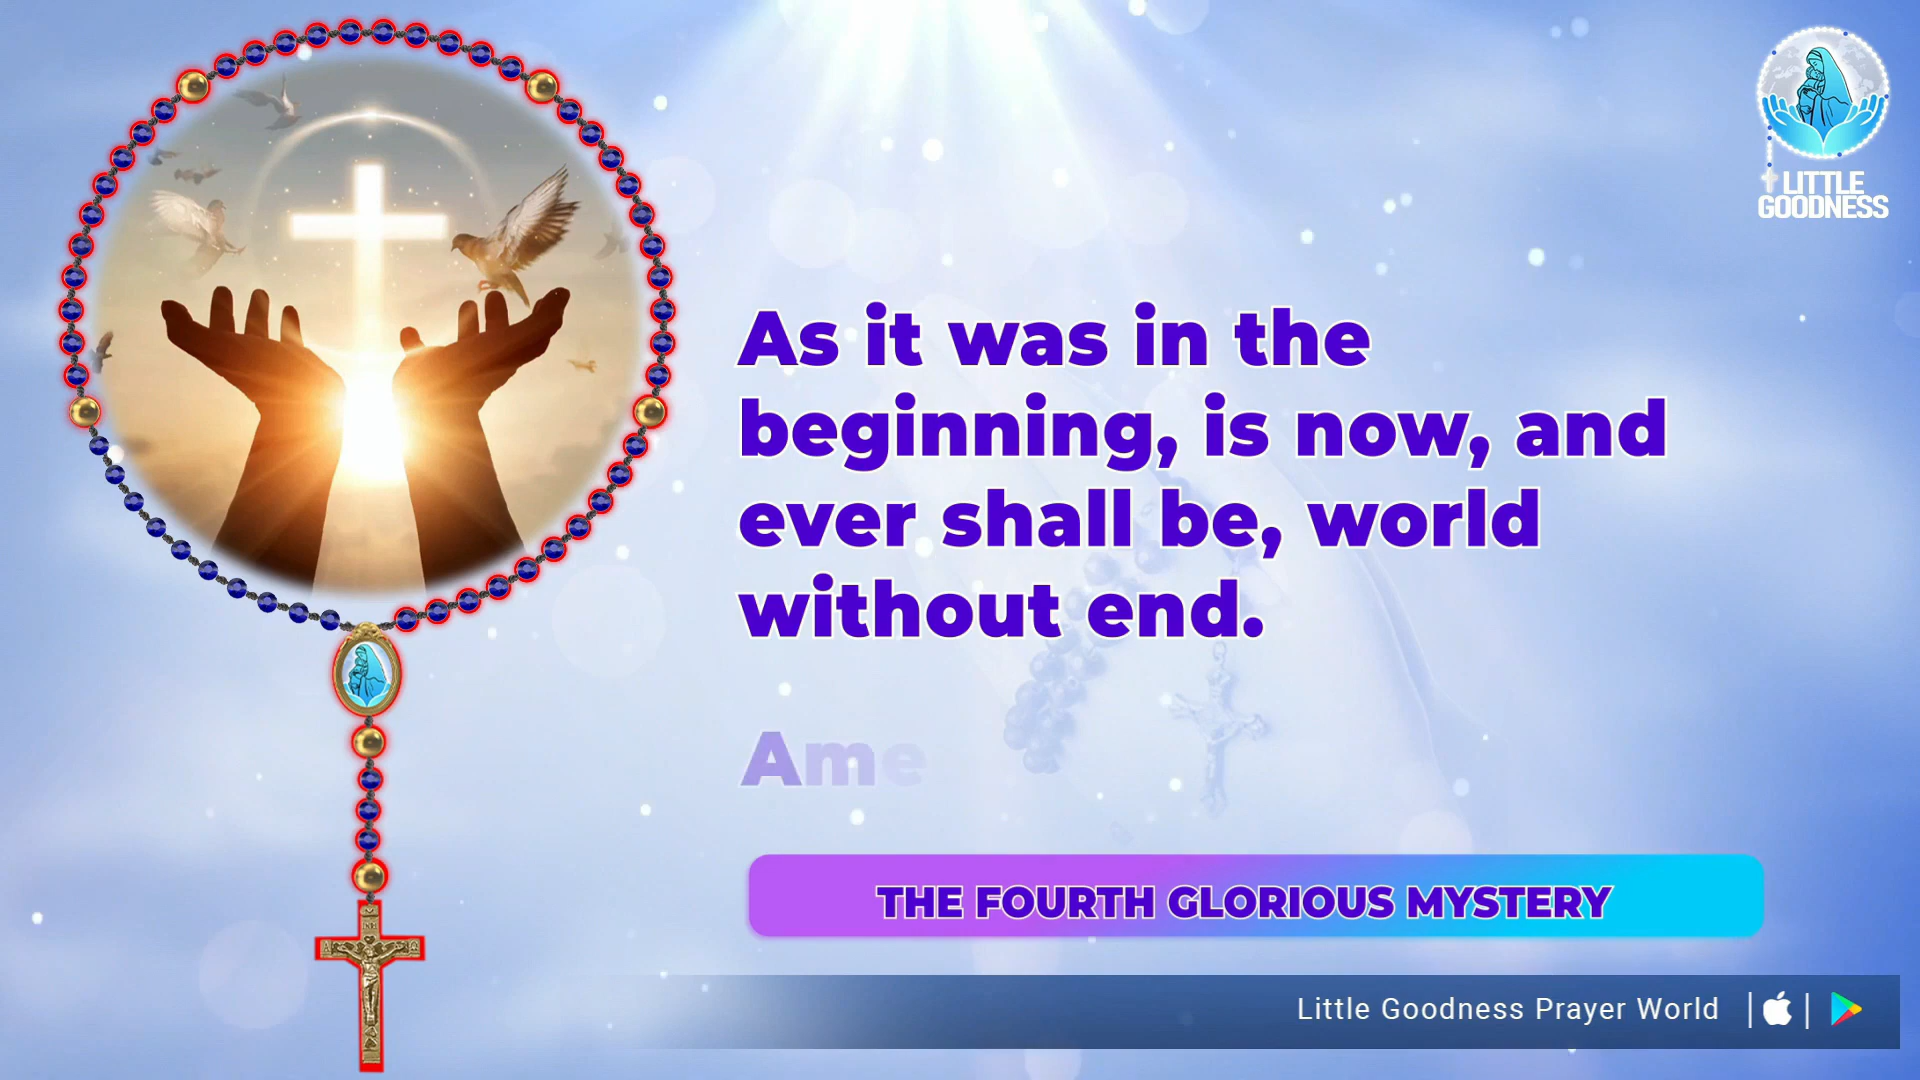 LITTLE
GOODNESS
As it was in the
beginning, is now, and
ever shall be, world
without end.
Ame
THE FOURTH GLORIOUS MYSTERY
Little Goodness Prayer World